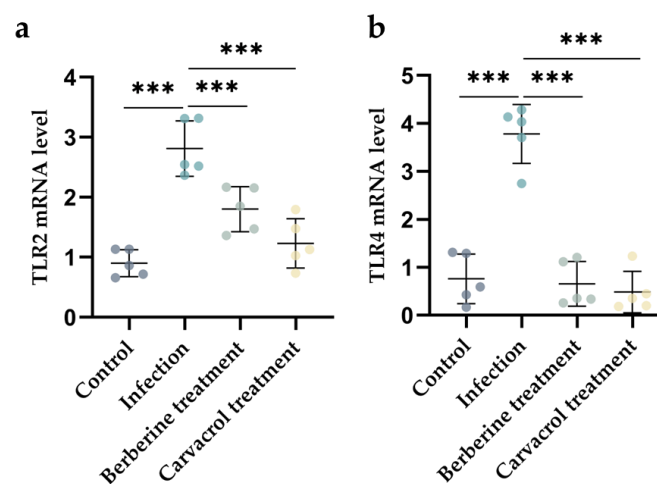 a
***
***
***
TLR2 mRNA level
4
3
2
1
0
Control
Infection
Berberine treatment
Carvacrol treatment
b
***
***
***
TLR4 mRNA level
5
4
3
2
1
0
Control
Infection
Berberine treatment
Carvacrol treatment